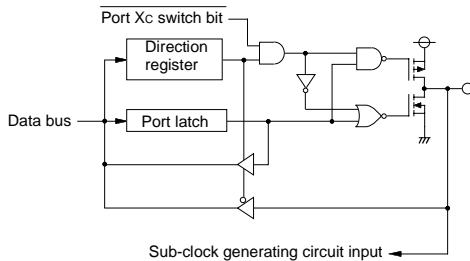 Port XC switch bit
Direction
register
Data bus
Port latch
Sub-clock generating circuit input